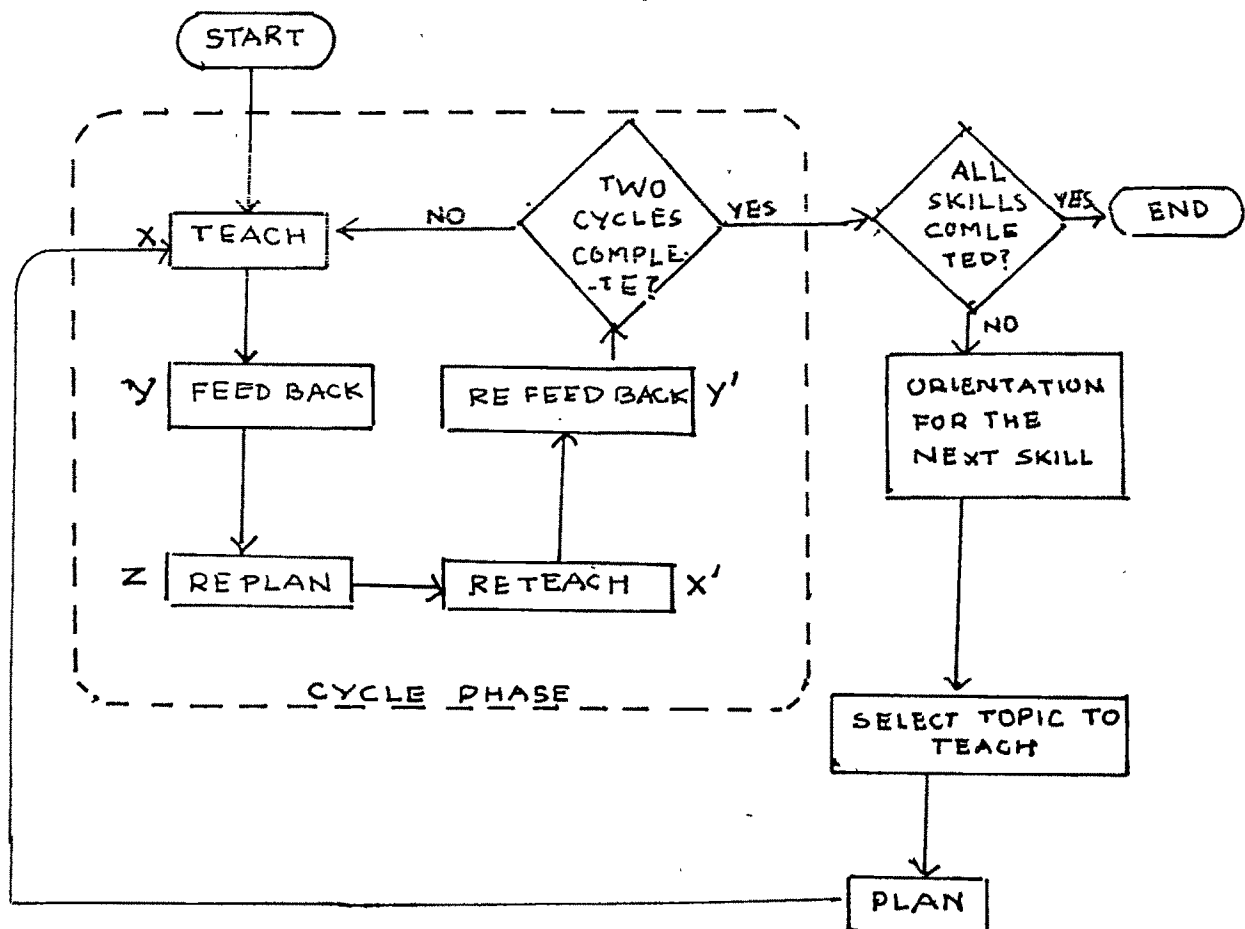 START
X
TEACH
NO
TWO
CYCLES
COMPLE-
-TE?
YES
ALL
SKILLS
COMLE
TED?
YES
END
NO
Y
FEED BACK
RE FEED BACK
Y'
ORIENTATION
FOR THE
NEXT SKILL
Z
REPLAN
RETEACH
X'
CYCLE PHASE
SELECT TOPIC TO
TEACH
PLAN